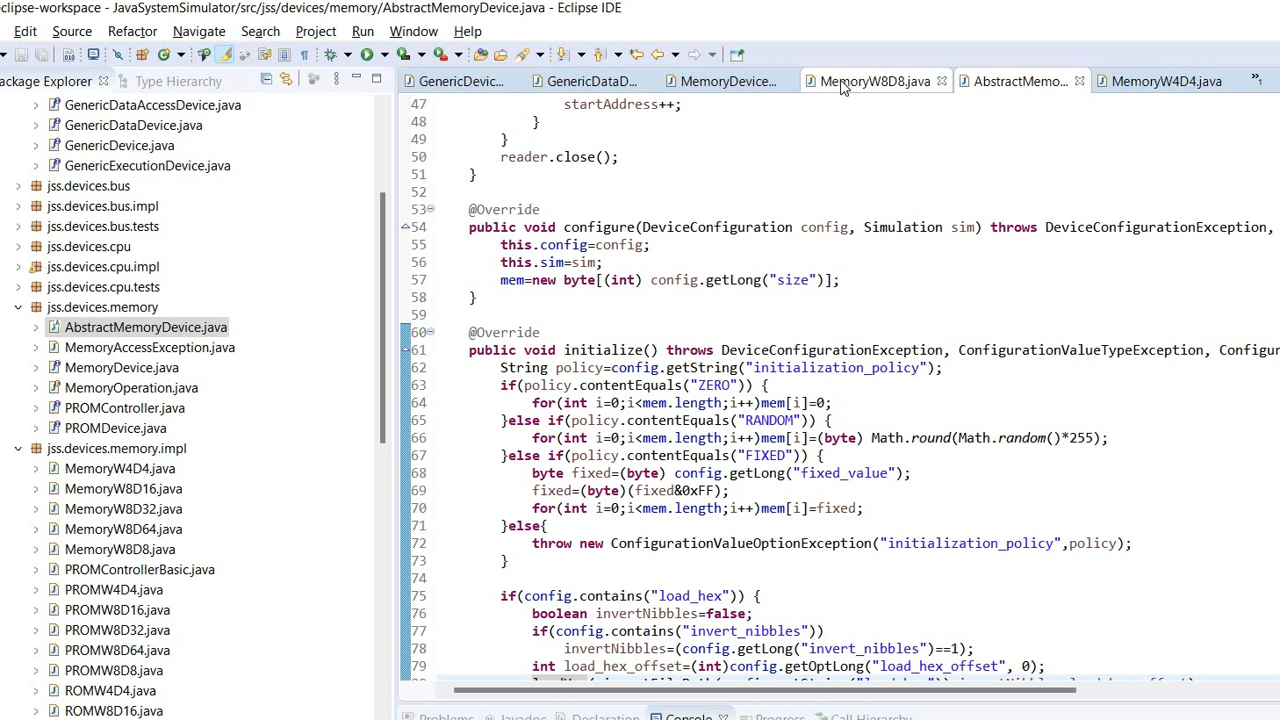 eclipse-workspace - JavaSystemSimulator/src/jss/devices/memory/AbstractMemoryDevice.java - Eclipse IDE
Edit Source Refactor Navigate Search Project Run Window Help
Package Explorer Type Hierarchy
GenericDevic... GenericDataD... MemoryDevice... MemoryW8D8.java AbstractMemo... MemoryW4D4.java »1
GenericDataAccessDevice.java
GenericDataDevice.java
GenericDevice.java
GenericExecutionDevice.java
jss.devices.bus
jss.devices.bus.impl
jss.devices.bus.tests
jss.devices.cpu
jss.devices.cpu.impl
jss.devices.cpu.tests
jss.devices.memory
AbstractMemoryDevice.java
MemoryAccessException.java
MemoryDevice.java
MemoryOperation.java
PROMController.java
PROMDevice.java
jss.devices.memory.impl
MemoryW4D4.java
MemoryW8D16.java
MemoryW8D32.java
MemoryW8D64.java
MemoryW8D8.java
PROMControllerBasic.java
PROMW4D4.java
PROMW8D16.java
PROMW8D32.java
PROMW8D64.java
PROMW8D8.java
ROMW4D4.java
ROMW8D16.java
47 startAddress++;
48 }
49 }
50 reader.close();
51 }
52
53 @Override
54 public void configure(DeviceConfiguration config, Simulation sim) throws DeviceConfigurationException,
55 this.config=config;
56 this.sim=sim;
57 mem=new byte[(int) config.getLong("size")];
58 }
59
60 @Override
61 public void initialize() throws DeviceConfigurationException, ConfigurationValueTypeException, Configur
62 String policy=config.getString("initialization_policy");
63 if(policy.contentEquals("ZERO")) {
64 for(int i=0;i<mem.length;i++)mem[i]=0;
65 }else if(policy.contentEquals("RANDOM")) {
66 for(int i=0;i<mem.length;i++)mem[i]=(byte) Math.round(Math.random()*255);
67 }else if(policy.contentEquals("FIXED")) {
68 byte fixed=(byte) config.getLong("fixed_value");
69 fixed=(byte)(fixed&0xFF);
70 for(int i=0;i<mem.length;i++)mem[i]=fixed;
71 }else{
72 throw new ConfigurationValueOptionException("initialization_policy",policy);
73 }
74
75 if(config.contains("load_hex")) {
76 boolean invertNibbles=false;
77 if(config.contains("invert_nibbles"))
78 invertNibbles=(config.getLong("invert_nibbles")==1);
79 int load_hex_offset=(int)config.getOptLong("load_hex_offset", 0);
Problems Javadoc Declaration Console Progress Call Hierarchy